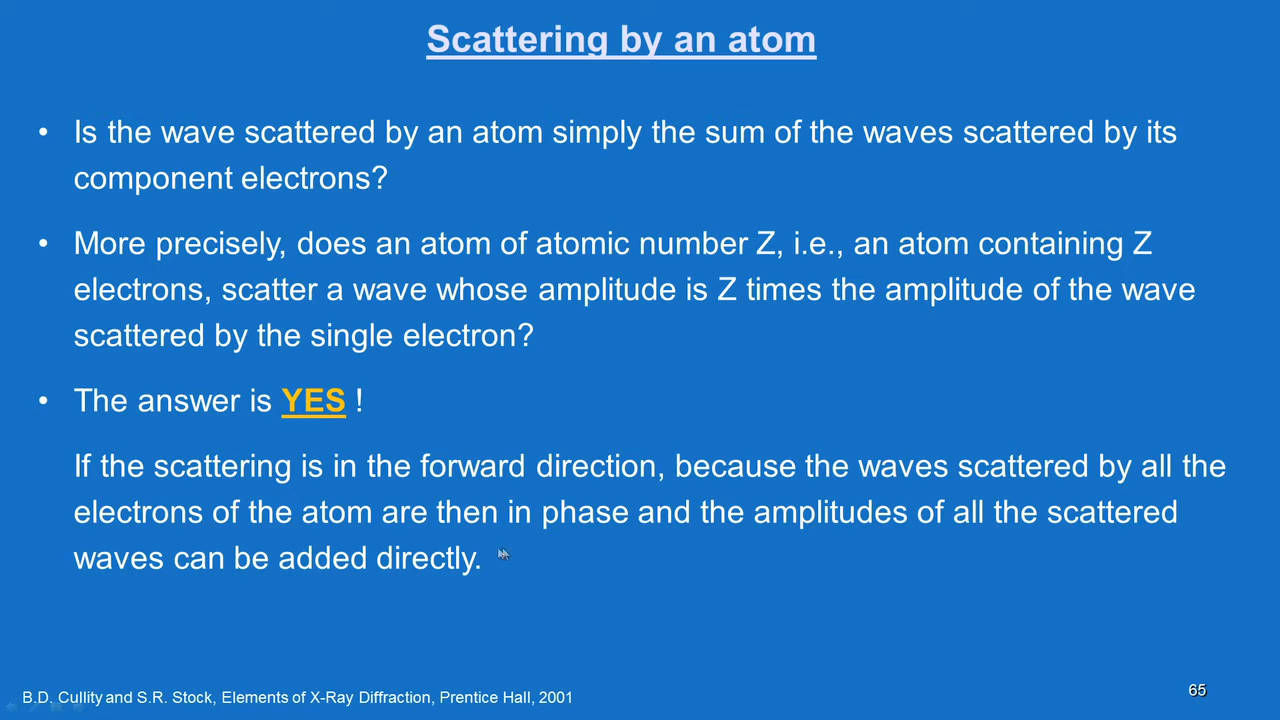 Scattering by an atom
• Is the wave scattered by an atom simply the sum of the waves scattered by its
component electrons?
• More precisely, does an atom of atomic number Z, i.e., an atom containing Z
electrons, scatter a wave whose amplitude is Z times the amplitude of the wave
scattered by the single electron?
• The answer is YES !
If the scattering is in the forward direction, because the waves scattered by all the
electrons of the atom are then in phase and the amplitudes of all the scattered
waves can be added directly.
B.D. Cullity and S.R. Stock, Elements of X-Ray Diffraction, Prentice Hall, 2001
65